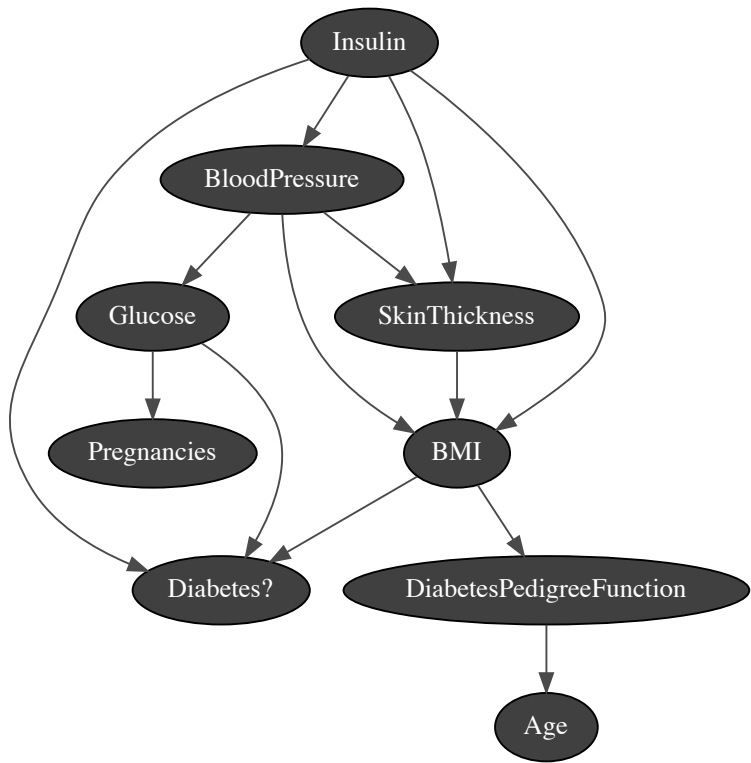 Insulin
BloodPressure
Glucose
SkinThickness
Pregnancies
BMI
Diabetes?
DiabetesPedigreeFunction
Age